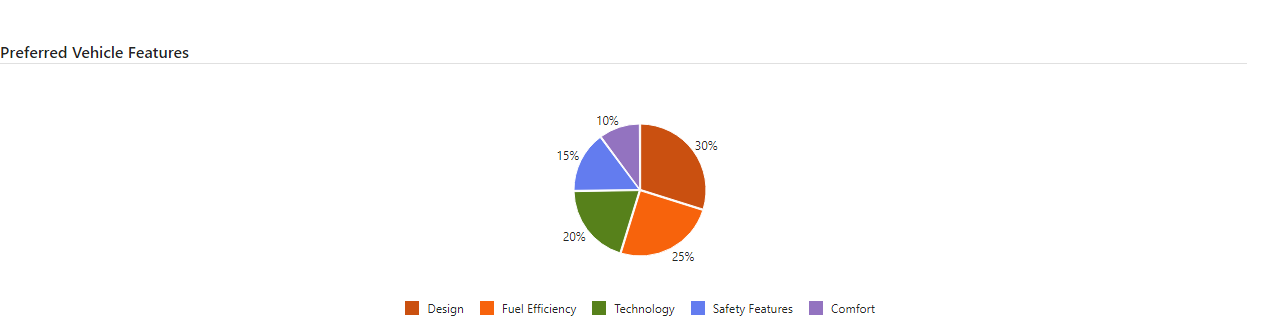 Preferred Vehicle Features
10%
30%
15%
20%
25%
Design Fuel Efficiency Technology Safety Features Comfort